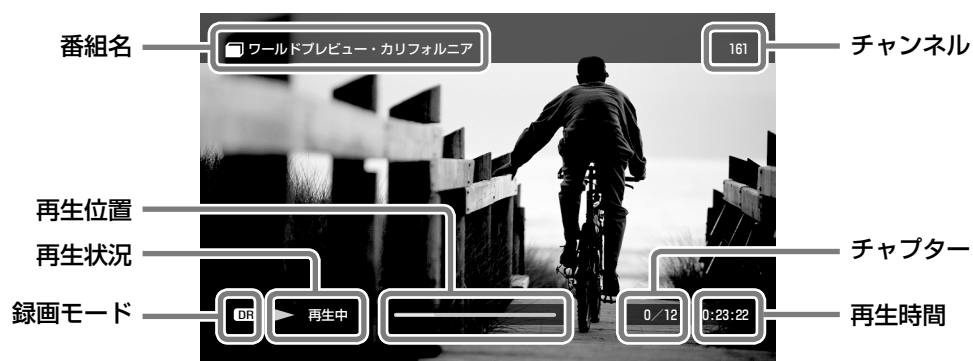 番組名
ワールドプレビュー・カリフォルニア
161
チャンネル
再生位置
再生状況
チャプター
録画モード
DR
再生中
0/12
0:23:22
再生時間